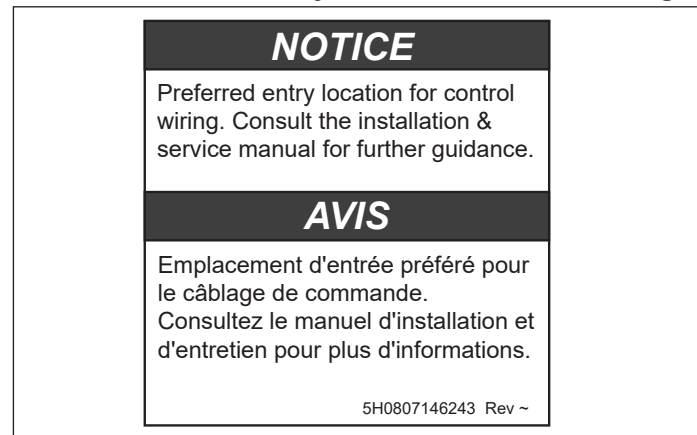 NOTICE
Preferred entry location for control
wiring. Consult the installation &
service manual for further guidance.
AVIS
Emplacement d'entrée préféré pour
le câblage de commande.
Consultez le manuel d'installation et
d'entretien pour plus d'informations.
5H0807146243 Rev ~